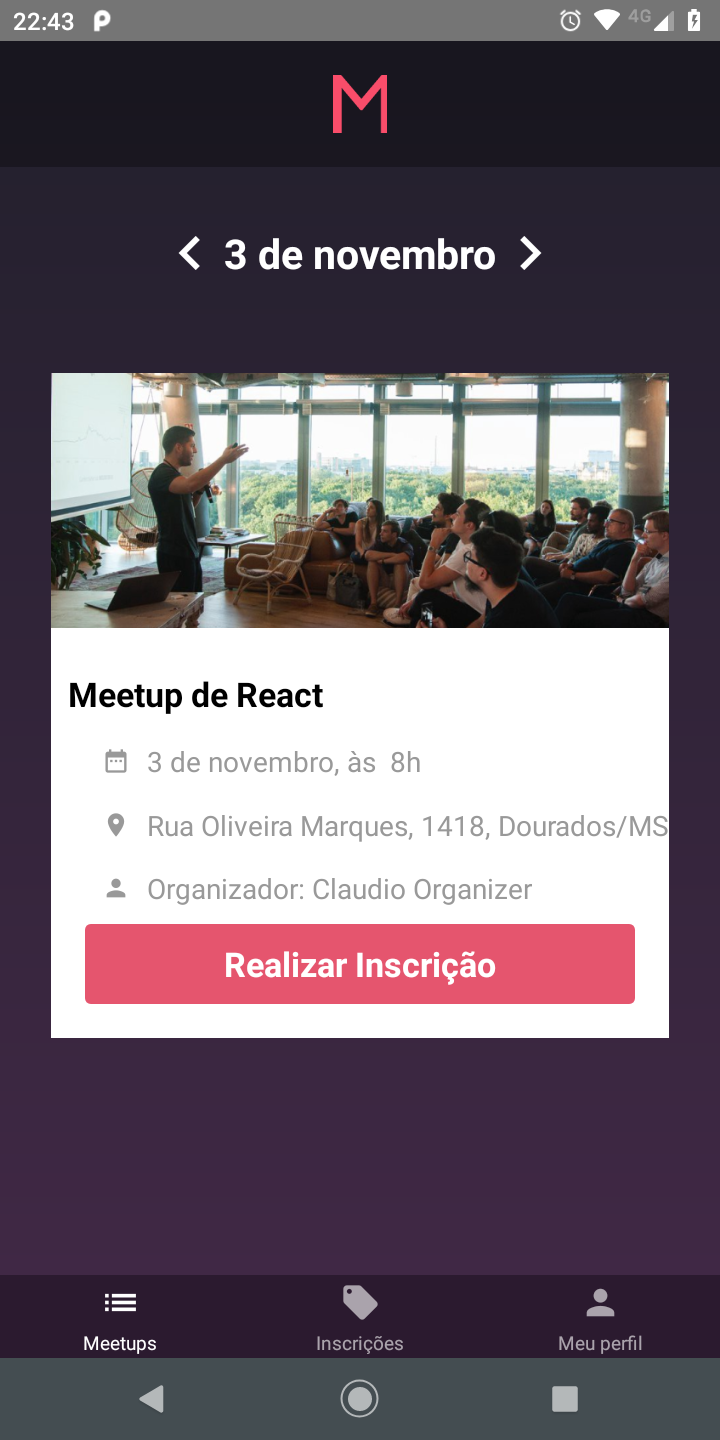 22:43
4G
M
3 de novembro
Meetup de React
3 de novembro, às  8h
Rua Oliveira Marques, 1418, Dourados/MS
Organizador: Claudio Organizer
Realizar Inscrição
Meetups
Inscrições
Meu perfil